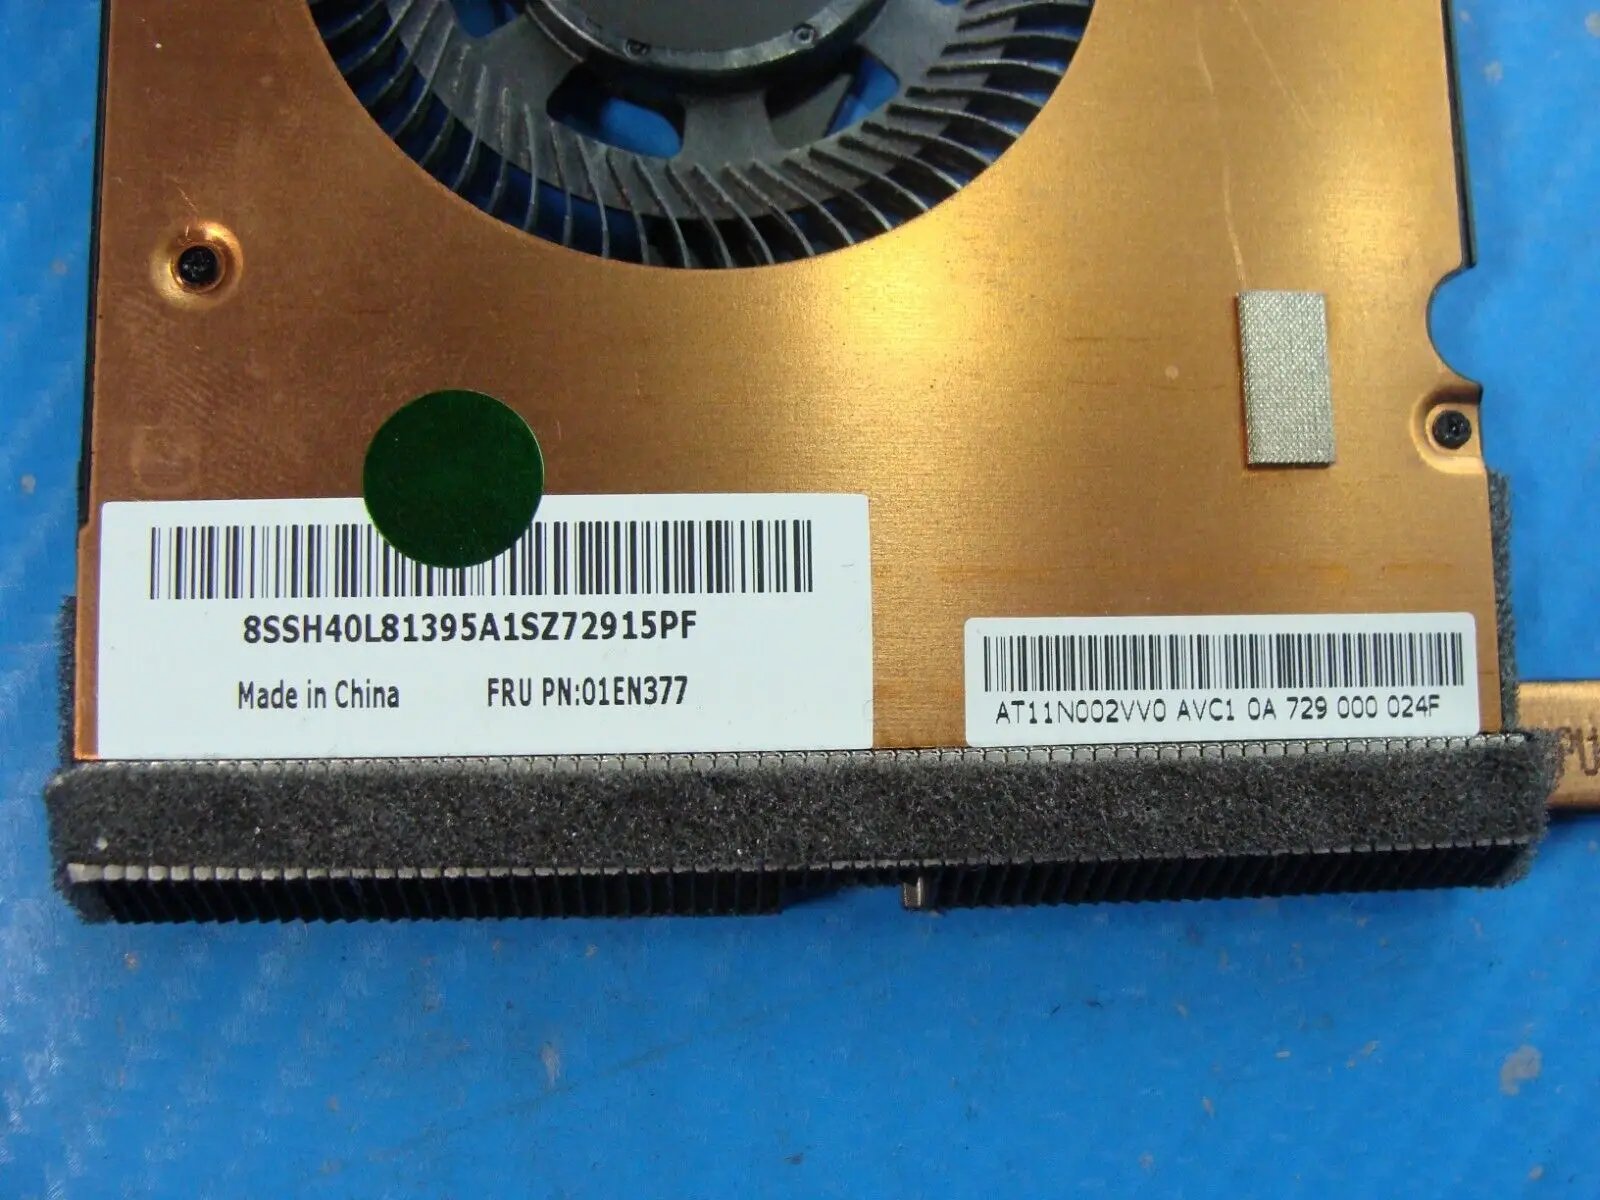 8SSH40L81395A1SZ72915PF
Made in China FRU PN:01EN377
AT11N002VV0 AVC1 0A 729 000 024F